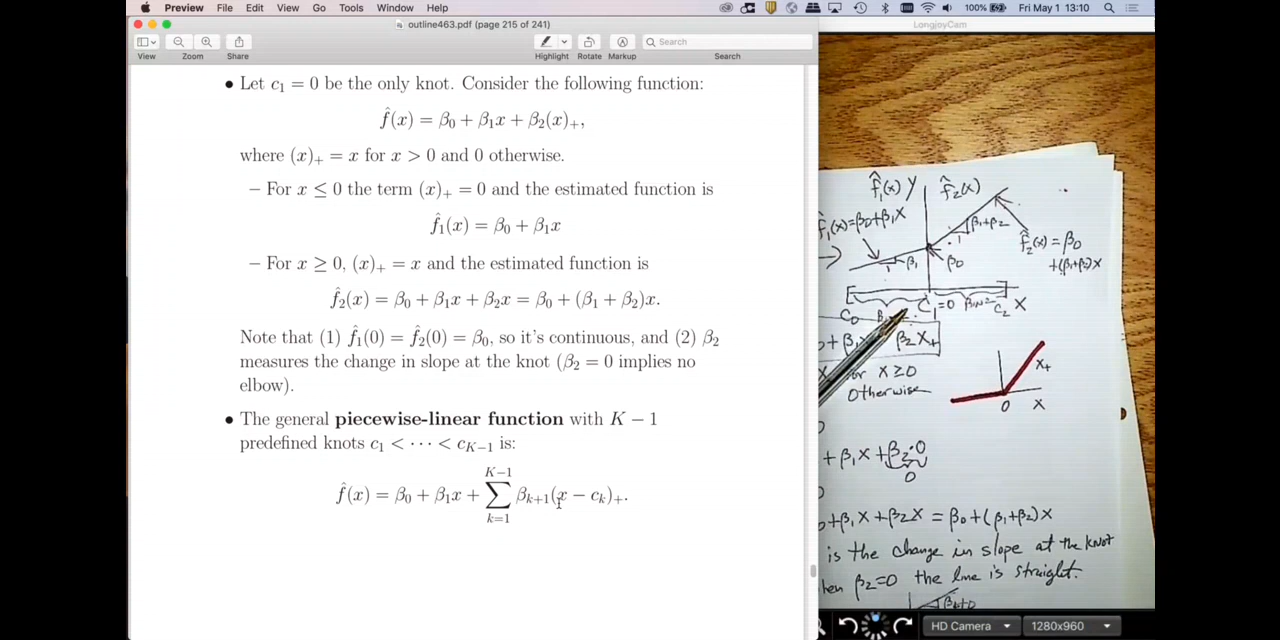 Preview File Edit View Go Tools Window Help
100% Fri May 1 13:10
outline463.pdf (page 215 of 241)
LongjoyCam
View Zoom Share Highlight Rotate Markup Search
Search
• Let c₁ = 0 be the only knot. Consider the following function:
f̂(x) = β₀ + β₁x + β₂(x)₊,
where (x)₊ = x for x > 0 and 0 otherwise.
– For x ≤ 0 the term (x)₊ = 0 and the estimated function is
f̂₁(x) = β₀ + β₁x
– For x ≥ 0, (x)₊ = x and the estimated function is
f̂₂(x) = β₀ + β₁x + β₂x = β₀ + (β₁ + β₂)x.
Note that (1) f̂₁(0) = f̂₂(0) = β₀, so it's continuous, and (2) β₂
measures the change in slope at the knot (β₂ = 0 implies no
elbow).
• The general piecewise-linear function with K − 1
predefined knots c₁ < ⋯ < c_{K−1} is:
f̂(x) = β₀ + β₁x + ∑_{k=1}^{K−1} β_{k+1}(x − c_k)₊.
f̂₁(x) Y f̂₂(x)
f̂₁(x)=β₀+β₁X
β₁+β₂
1
f̂₂(x)=β₀
+(β₁+β₂)X
β₁
1
β₀
C₀ C₁=0 C₂ X
β₂X₊
X ≥ 0
otherwise
X₊
0 X
+ β₁X + β₂·0
0
+β₁X+β₂X = β₀+(β₁+β₂)X
is the change in slope at the knot
when β₂=0 the line is straight.
HD Camera 1280x960